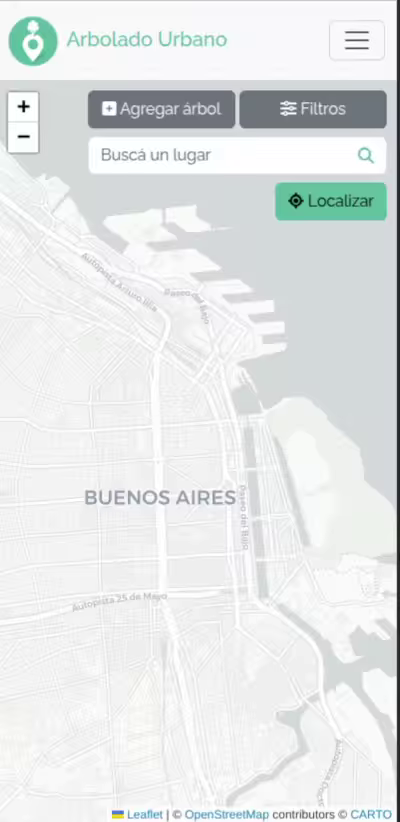 Arbolado Urbano
+
Agregar árbol
Filtros
−
Buscá un lugar
Localizar
Autopista Arturo Illia
Paseo del Bajo
BUENOS AIRES
Paseo del Bajo
Autopista 25 de Mayo
Leaflet | © OpenStreetMap contributors © CARTO